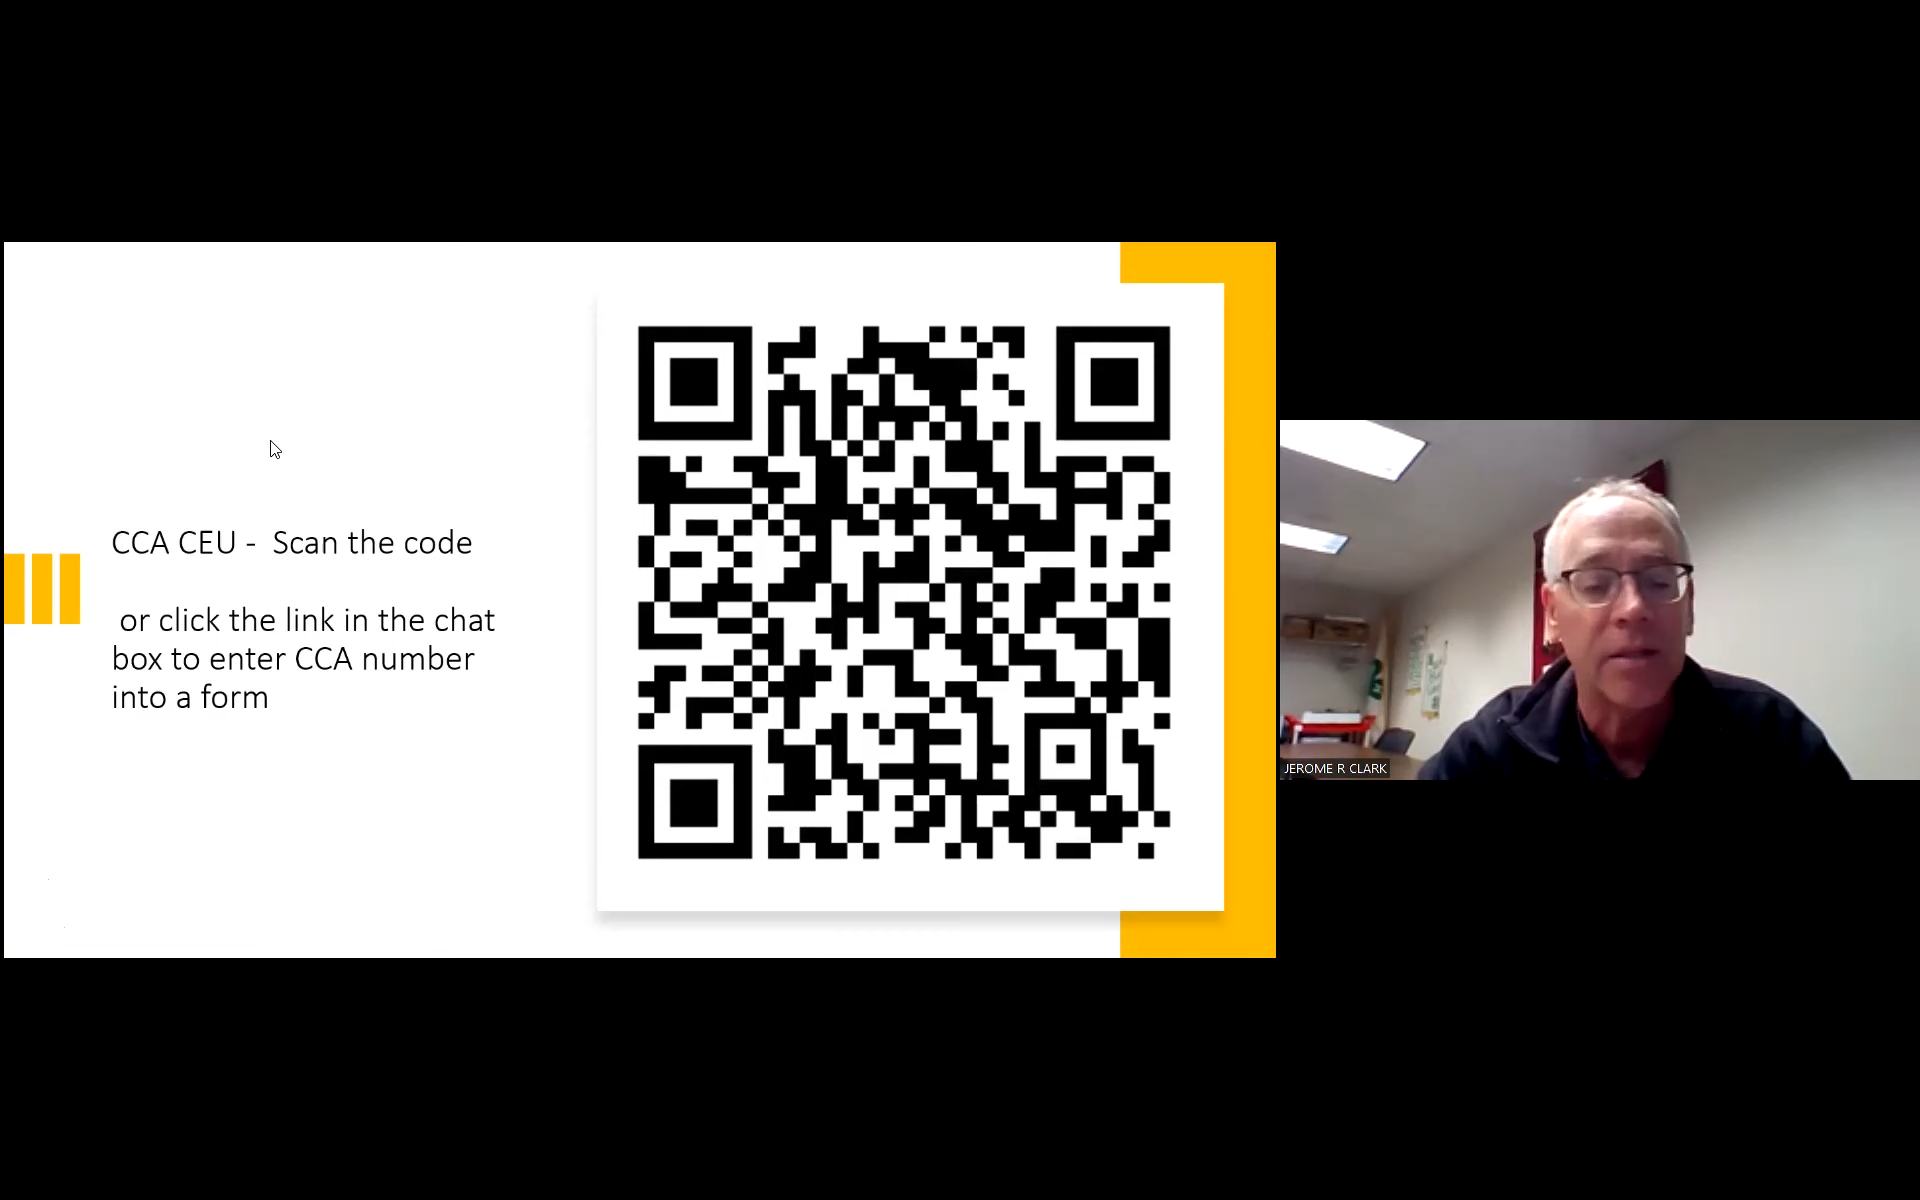 CCA CEU -  Scan the code
or click the link in the chat
box to enter CCA number
into a form
JEROME R CLARK